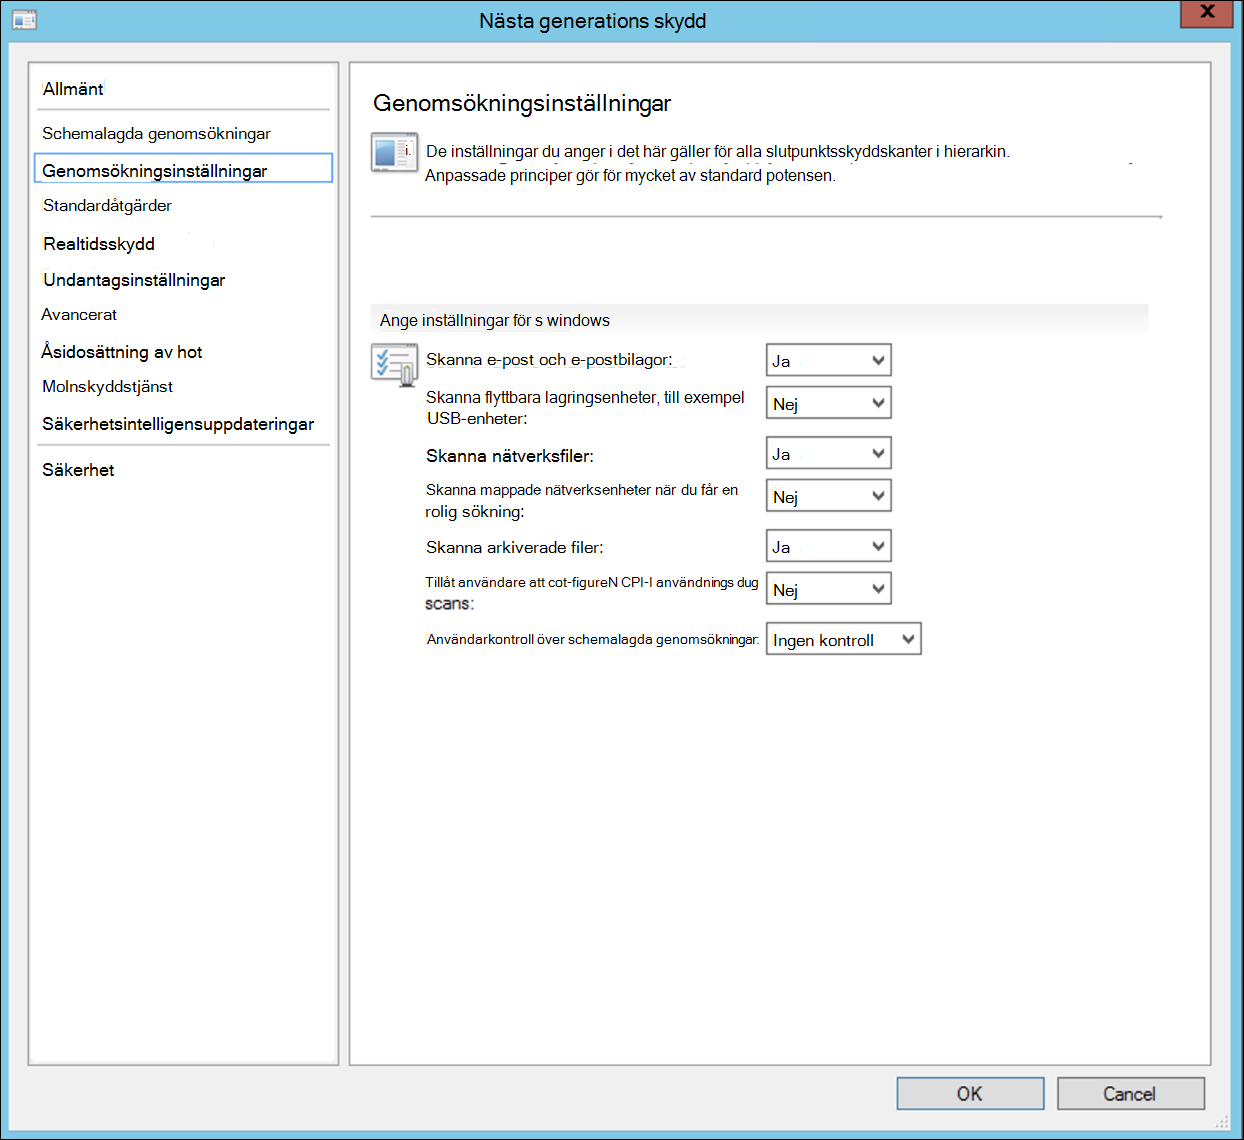 Nästa generations skydd
Allmänt
Schemalagda genomsökningar
Genomsökningsinställningar
Standardåtgärder
Realtidsskydd
Undantagsinställningar
Avancerat
Åsidosättning av hot
Molnskyddstjänst
Säkerhetsintelligensuppdateringar
Säkerhet
Genomsökningsinställningar
De inställningar du anger i det här gäller för alla slutpunktsskyddskanter i hierarkin.
Anpassade principer gör för mycket av standard potensen.
Ange inställningar för s windows
Skanna e-post och e-postbilagor: Ja
Skanna flyttbara lagringsenheter, till exempel
USB-enheter: Nej
Skanna nätverksfiler: Ja
Skanna mappade nätverksenheter när du får en
rolig sökning: Nej
Skanna arkiverade filer: Ja
Tillåt användare att cot-figureN CPI-I användnings dug
scans: Nej
Användarkontroll över schemalagda genomsökningar: Ingen kontroll
OK Cancel